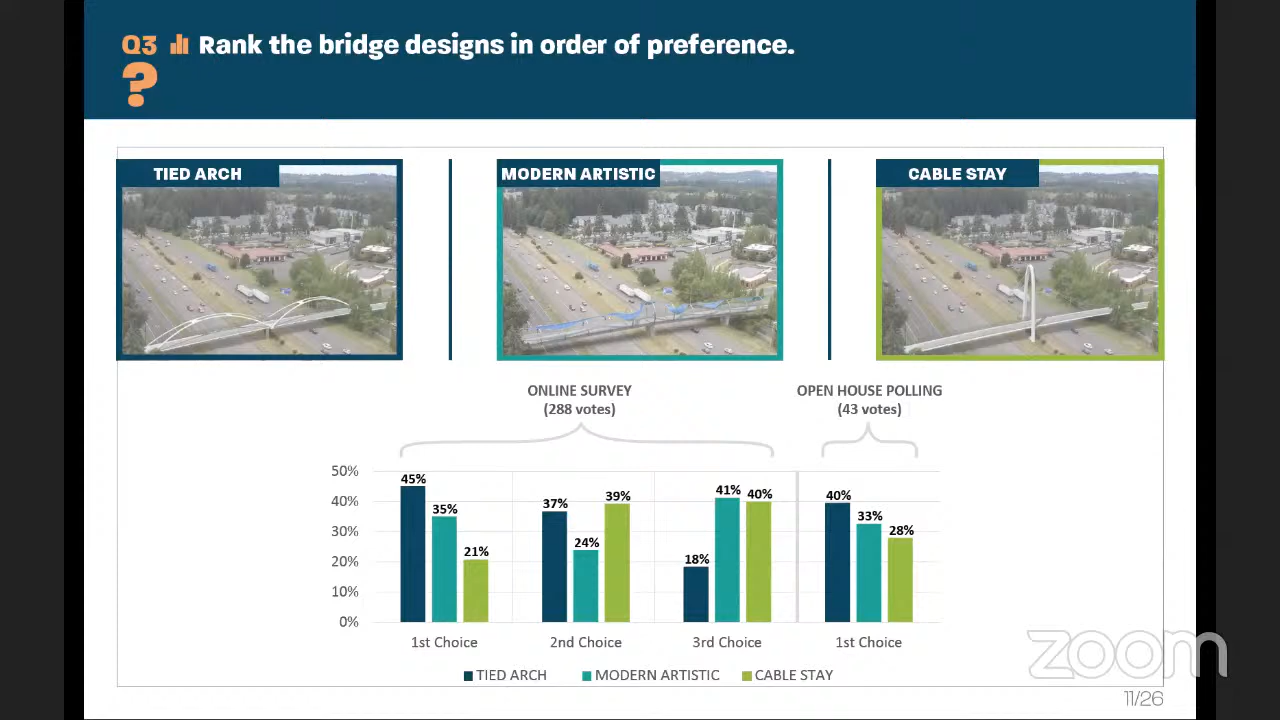 Q3 Rank the bridge designs in order of preference.
?
TIED ARCH
MODERN ARTISTIC
CABLE STAY
ONLINE SURVEY
(288 votes)
OPEN HOUSE POLLING
(43 votes)
50%
40%
30%
20%
10%
0%
45%
35%
21%
37%
24%
39%
18%
41%
40%
40%
33%
28%
1st Choice
2nd Choice
3rd Choice
1st Choice
TIED ARCH
MODERN ARTISTIC
CABLE STAY
zoom
11/26